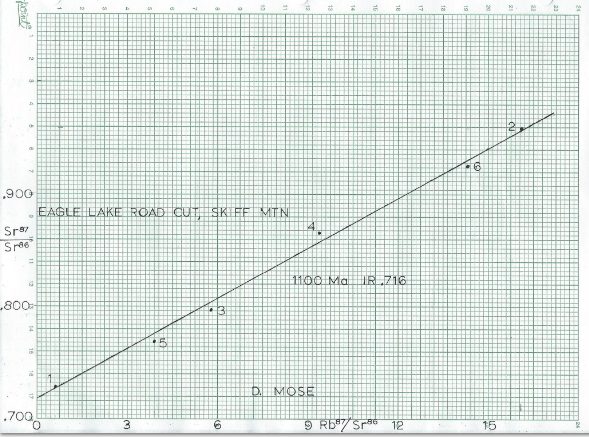 2
6
.900
EAGLE LAKE ROAD CUT, SKIFF MTN
Sr87
Sr86
4
1100 Ma IR .716
.800
3
5
1
D. MOSE
.700
0 3 6 9 Rb87/Sr86 12 15